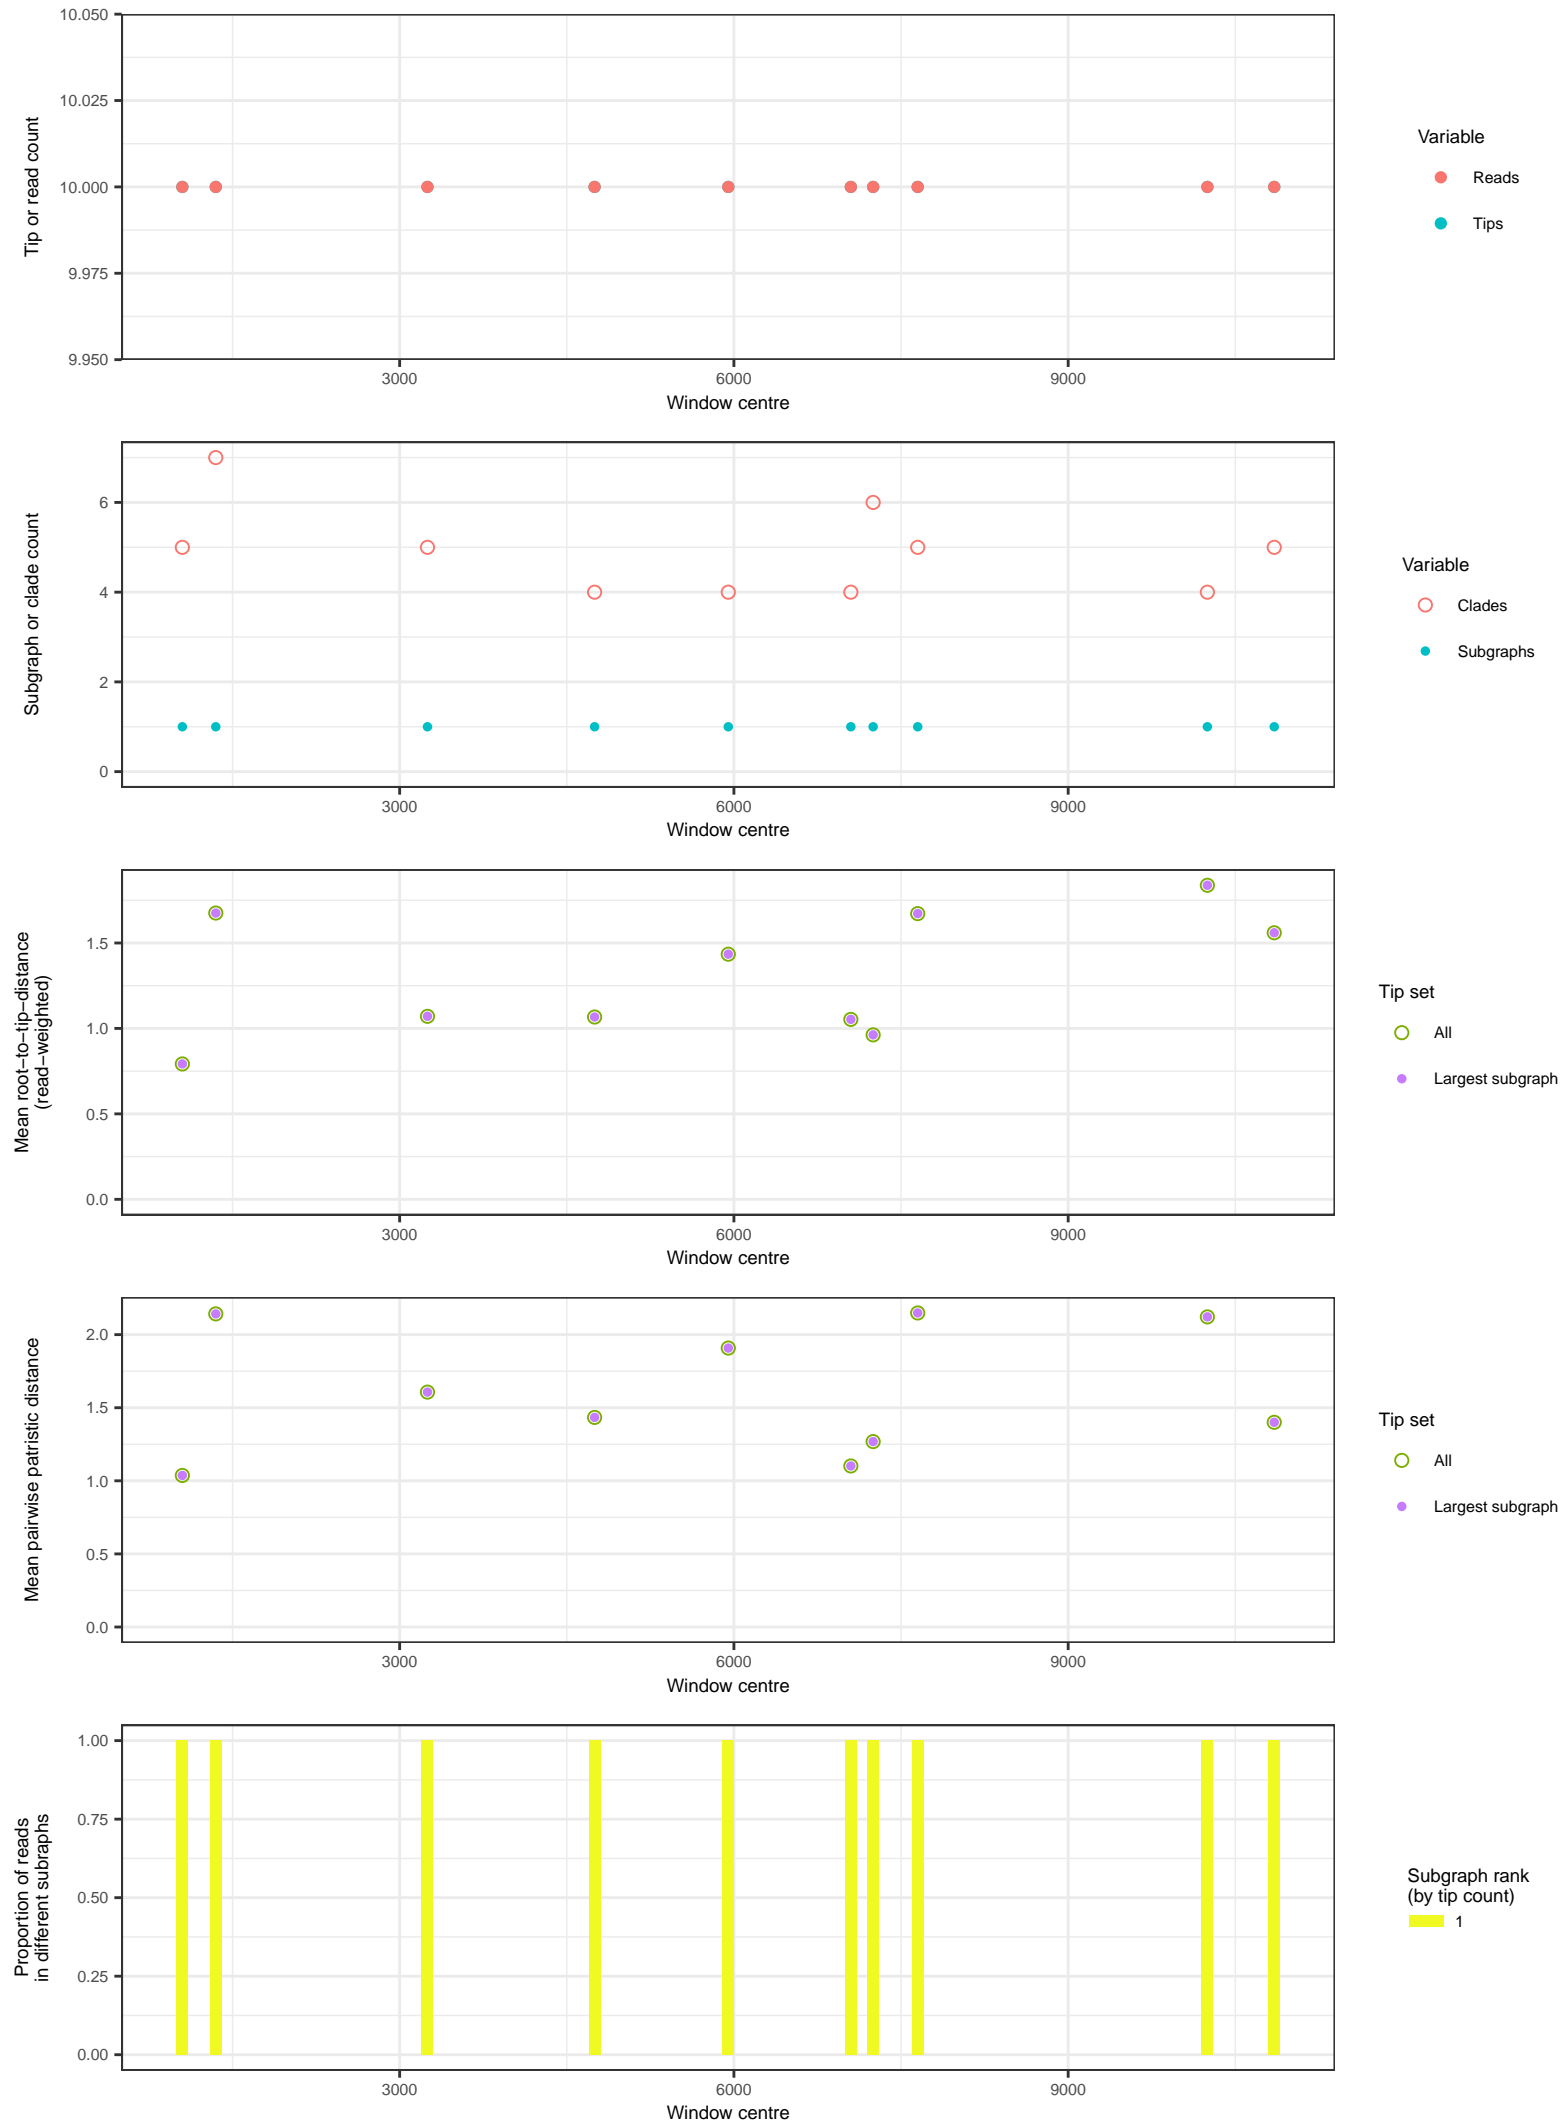 10.050
10.025
10.000
9.975
9.950
Tip or read count
3000
6000
9000
Window centre
Variable
Reads
Tips
6
4
2
0
Subgraph or clade count
3000
6000
9000
Window centre
Variable
Clades
Subgraphs
1.5
1.0
0.5
0.0
Mean root−to−tip−distance
(read−weighted)
3000
6000
9000
Window centre
Tip set
All
Largest subgraph
2.0
1.5
1.0
0.5
0.0
Mean pairwise patristic distance
3000
6000
9000
Window centre
Tip set
All
Largest subgraph
1.00
0.75
0.50
0.25
0.00
Proportion of reads
in different subraphs
3000
6000
9000
Window centre
Subgraph rank
(by tip count)
1